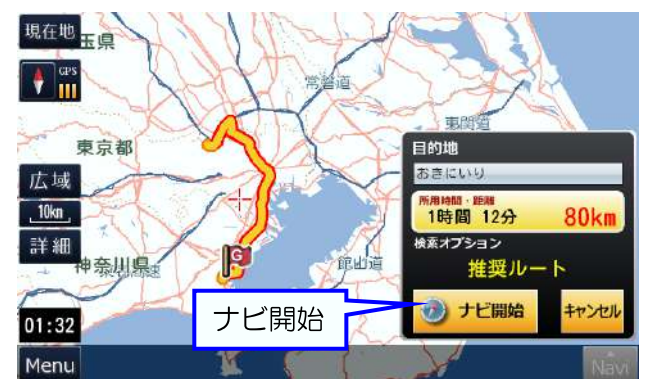 現在地
玉県
GPS
常磐道
東関道
東京都
目的地
おきにいり
広域
所用時間・距離
1時間 12分 80km
10km
検索オプション
詳細
神奈川県
館山道
推奨ルート
G
ナビ開始
ナビ開始 キャンセル
01:32
Menu
Navi